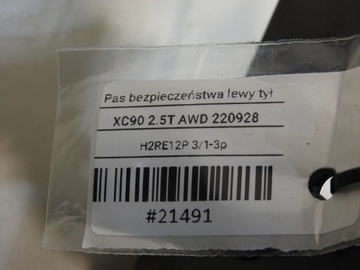 Pas bezpieczeństwa lewy tył
XC90 2.5T AWD 220928
H2RE12P 3/1-3p
#21491